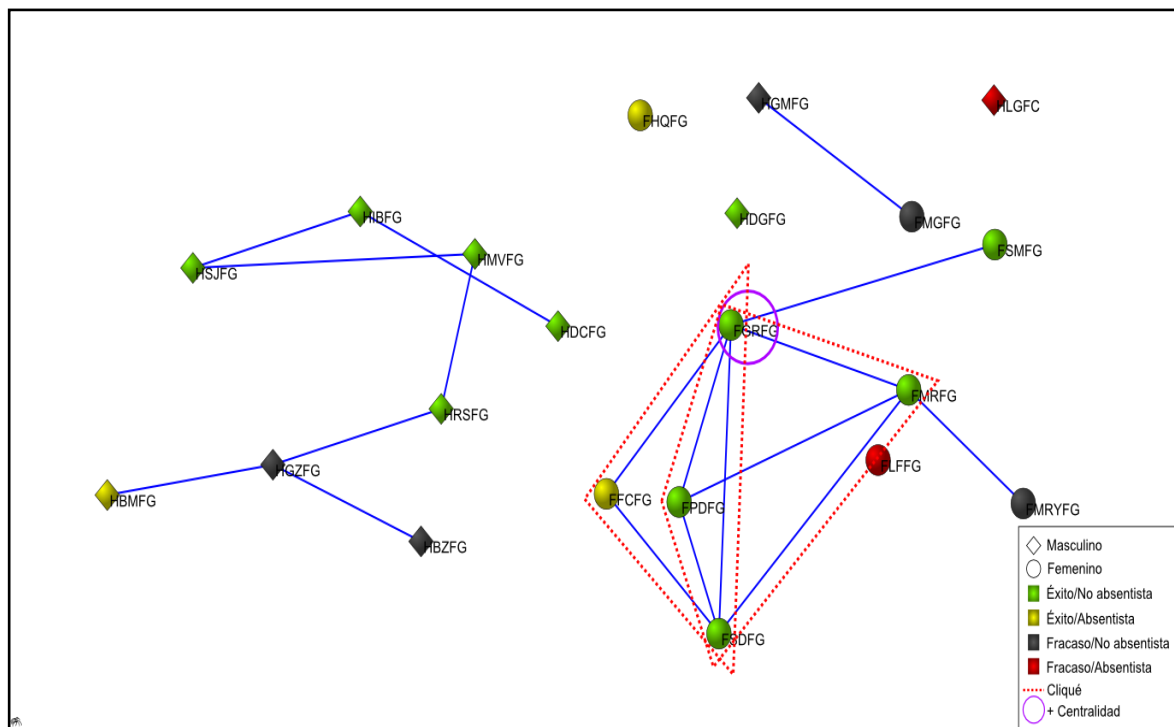 HGMFG
HLGFC
FHQFG
HIBFG
HDGFG
FMGFG
FSMFG
HMVFG
HSJFG
HDCFG
FGRFG
FMRFG
HRSFG
FLFFG
HGZFG
HBMFG
FFCFG
FPDFG
FMRYFG
HBZFG
FSDFG
Masculino
Femenino
Éxito/No absentista
Éxito/Absentista
Fracaso/No absentista
Fracaso/Absentista
Cliqué
+ Centralidad